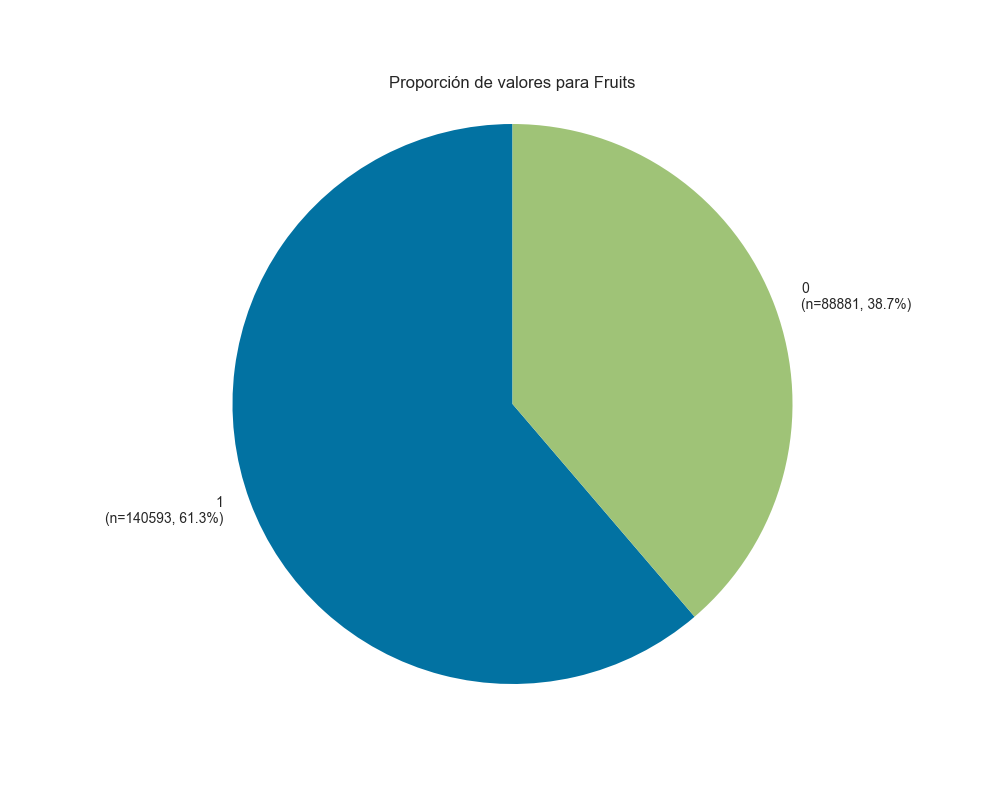 Proporción de valores para Fruits
0
(n=88881, 38.7%)
1
(n=140593, 61.3%)